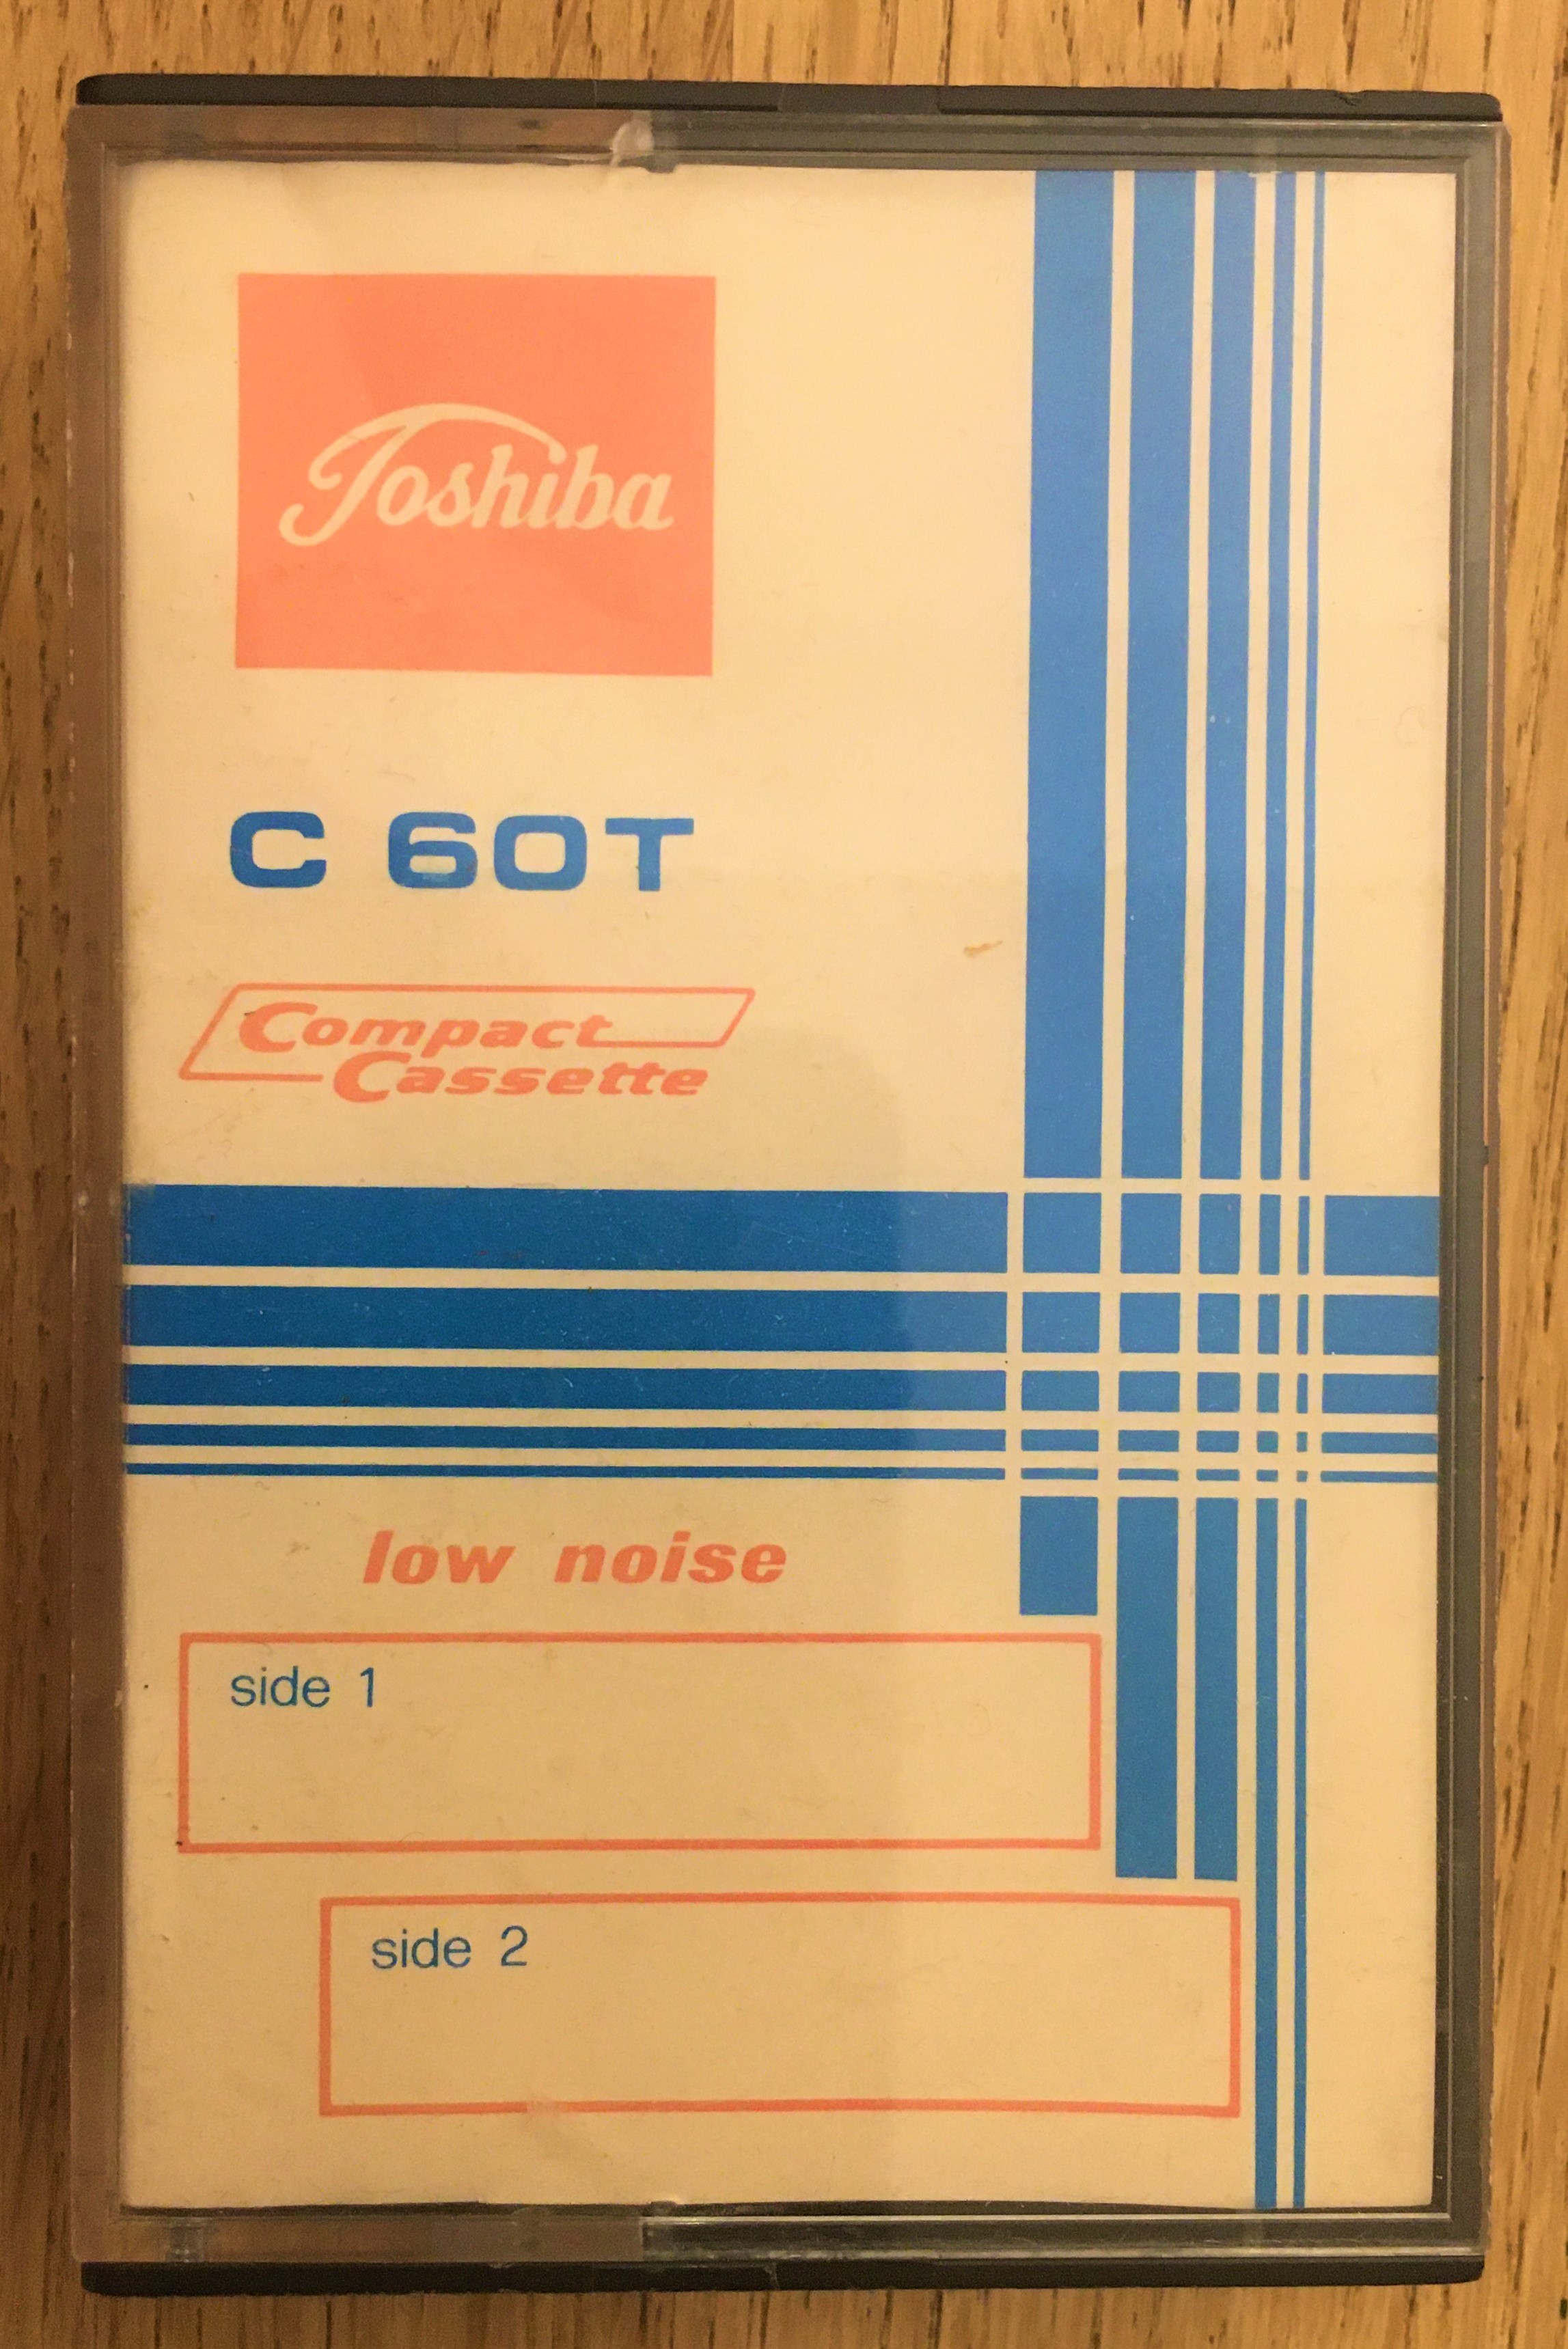 Toshiba
C 60T
Compact
Cassette
low noise
side 1
side 2